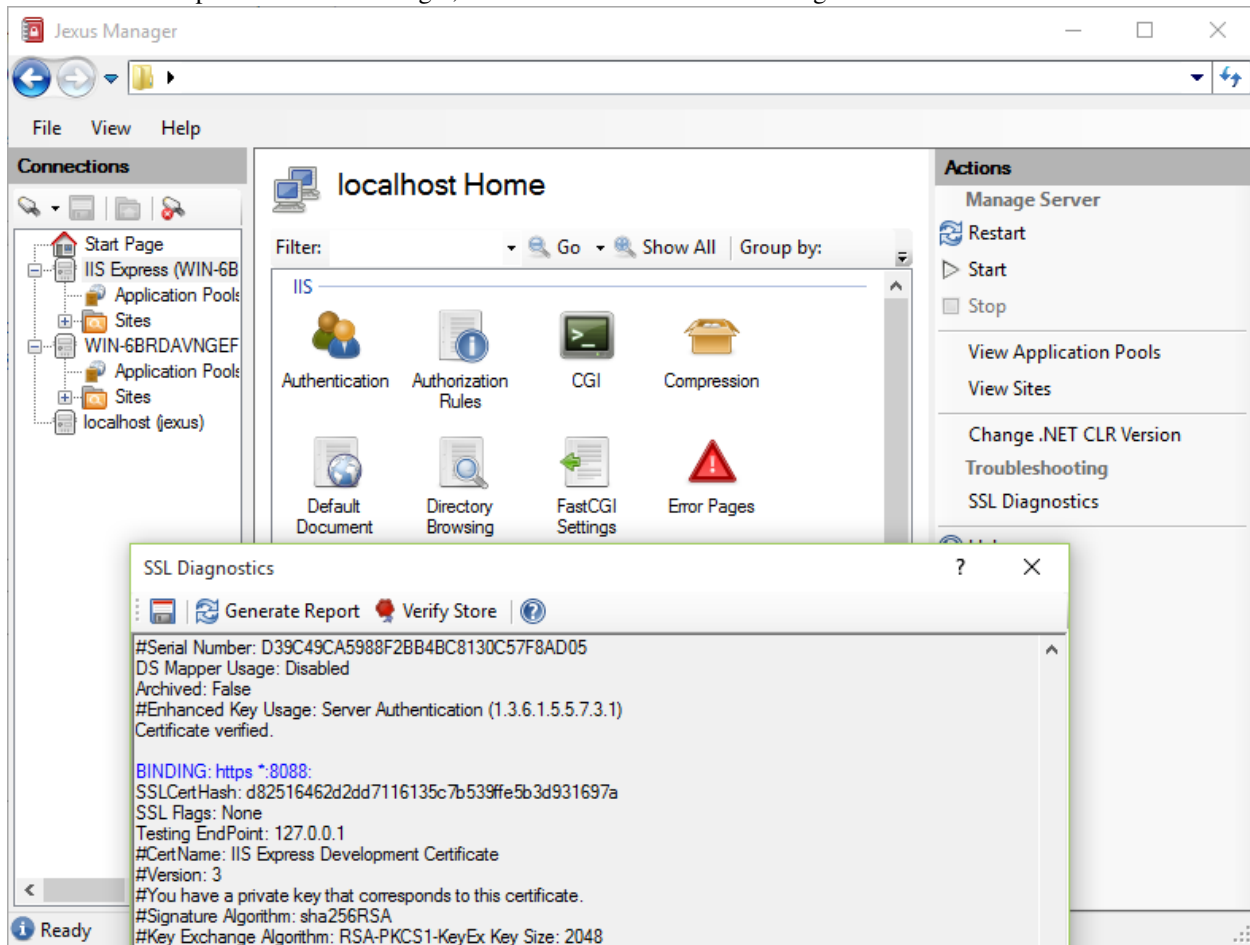 Jexus Manager
File View Help
Connections
Start Page
IIS Express (WIN-6B
Application Pools
Sites
WIN-6BRDAVNGEF
Application Pools
Sites
localhost (jexus)
localhost Home
Filter: Go Show All Group by:
IIS
Authentication
Authorization
Rules
CGI
Compression
Default
Document
Directory
Browsing
FastCGI
Settings
Error Pages
Actions
Manage Server
Restart
Start
Stop
View Application Pools
View Sites
Change .NET CLR Version
Troubleshooting
SSL Diagnostics
SSL Diagnostics
Generate Report Verify Store
#Serial Number: D39C49CA5988F2BB4BC8130C57F8AD05
DS Mapper Usage: Disabled
Archived: False
#Enhanced Key Usage: Server Authentication (1.3.6.1.5.5.7.3.1)
Certificate verified.
BINDING: https *:8088:
SSLCertHash: d82516462d2dd7116135c7b539ffe5b3d931697a
SSL Flags: None
Testing EndPoint: 127.0.0.1
#CertName: IIS Express Development Certificate
#Version: 3
#You have a private key that corresponds to this certificate.
#Signature Algorithm: sha256RSA
#Key Exchange Algorithm: RSA-PKCS1-KeyEx Key Size: 2048
Ready